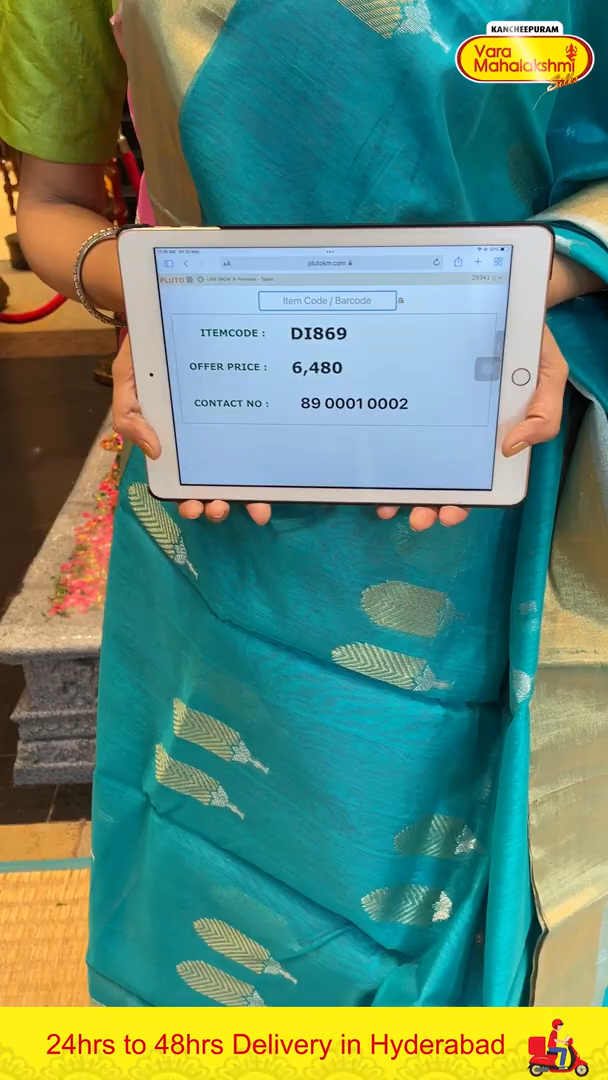 KANCHEEPURAM
Vara
Mahalakshmi
Silks
plutokm.com
PLUTO
29341
Item Code / Barcode
ITEMCODE : DI869
OFFER PRICE : 6,480
CONTACT NO : 89 0001 0002
24hrs to 48hrs Delivery in Hyderabad